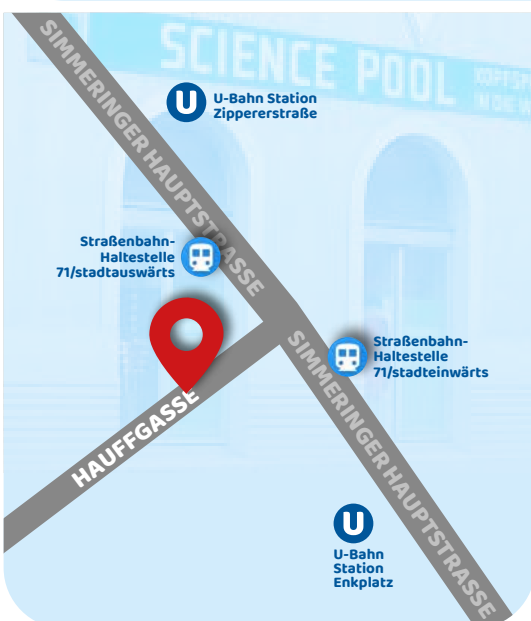 SCIENCE POOL
U
U-Bahn Station
Zippererstraße
SIMMERINGER HAUPTSTRASSE
Straßenbahn-
Haltestelle
71/stadtauswärts
Straßenbahn-
Haltestelle
71/stadteinwärts
SIMMERINGER HAUPTSTRASSE
HAUFFGASSE
U
U-Bahn
Station
Enkplatz